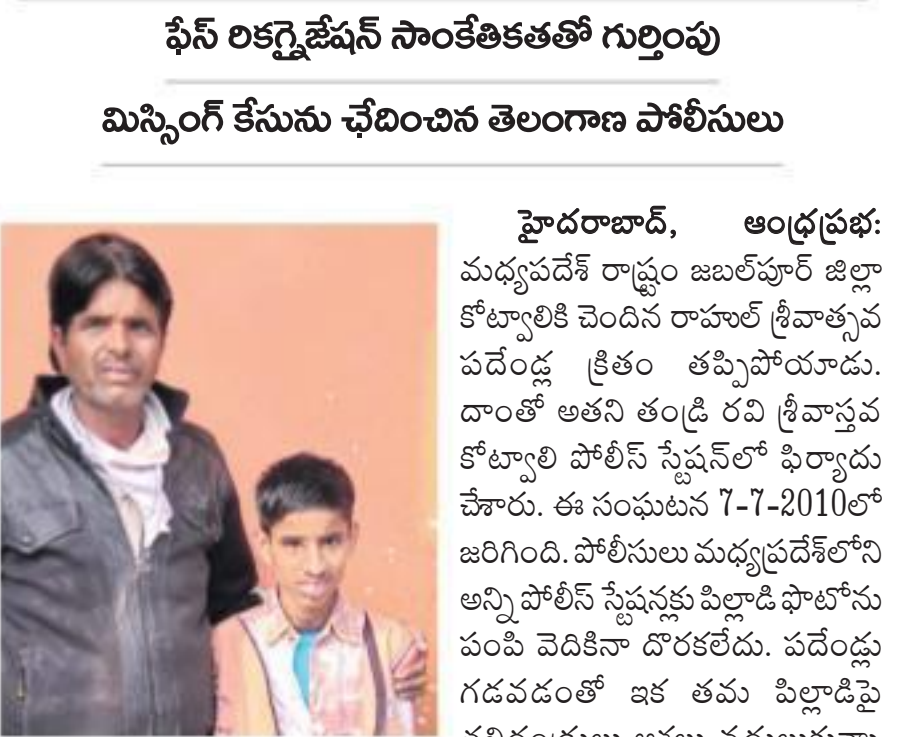 ఫేస్ రికగ్నైజేషన్ సాంకేతికతతో గుర్తింపు
మిస్సింగ్ కేసును ఛేదించిన తెలంగాణ పోలీసులు
హైదరాబాద్, ఆంధ్రప్రభ:
మధ్యపదేశ్ రాష్ట్రం జబల్‌పూర్ జిల్లా
కోట్వాలికి చెందిన రాహుల్ శ్రీవాత్సవ
పదేండ్ల క్రితం తప్పిపోయాడు.
దాంతో అతని తండ్రి రవి శ్రీవాస్తవ
కోట్వాలి పోలీస్ స్టేషన్‌లో ఫిర్యాదు
చేశారు. ఈ సంఘటన 7-7-2010లో
జరిగింది. పోలీసులు మధ్యప్రదేశ్‌లోని
అన్ని పోలీస్ స్టేషన్లకు పిల్లాడి ఫొటోను
పంపి వెదికినా దొరకలేదు. పదేండ్లు
గడవడంతో ఇక తమ పిల్లాడిపై